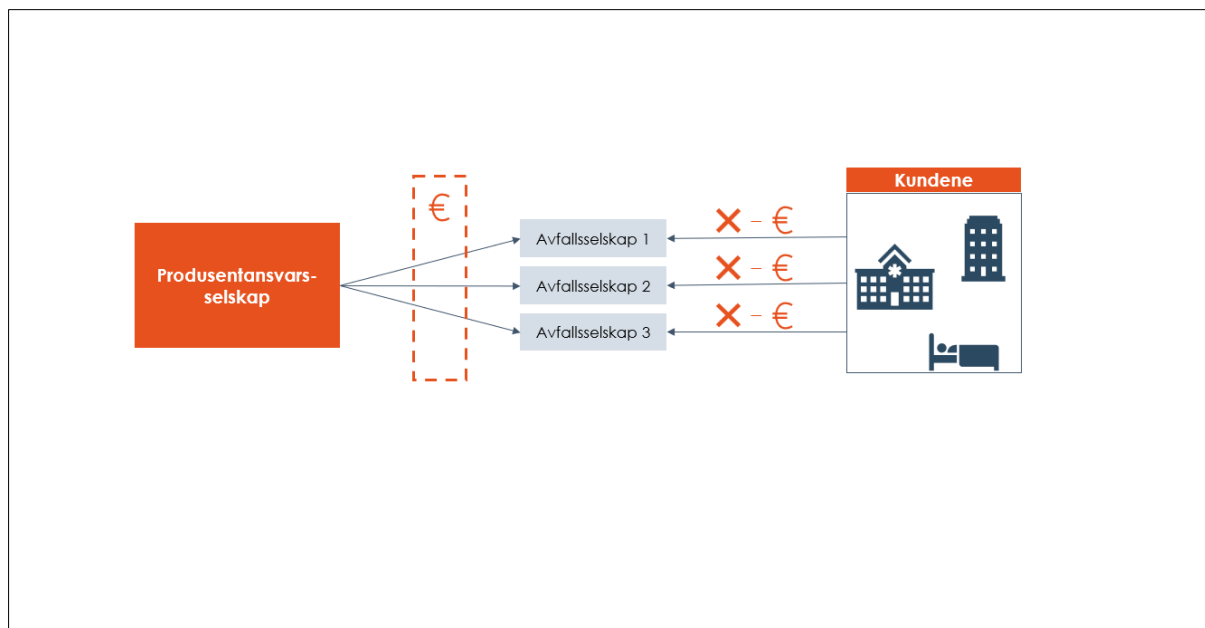 Kundene
€
Produsentansvars-
selskap
Avfallsselskap 1
Avfallsselskap 2
Avfallsselskap 3
× – €
× – €
× – €